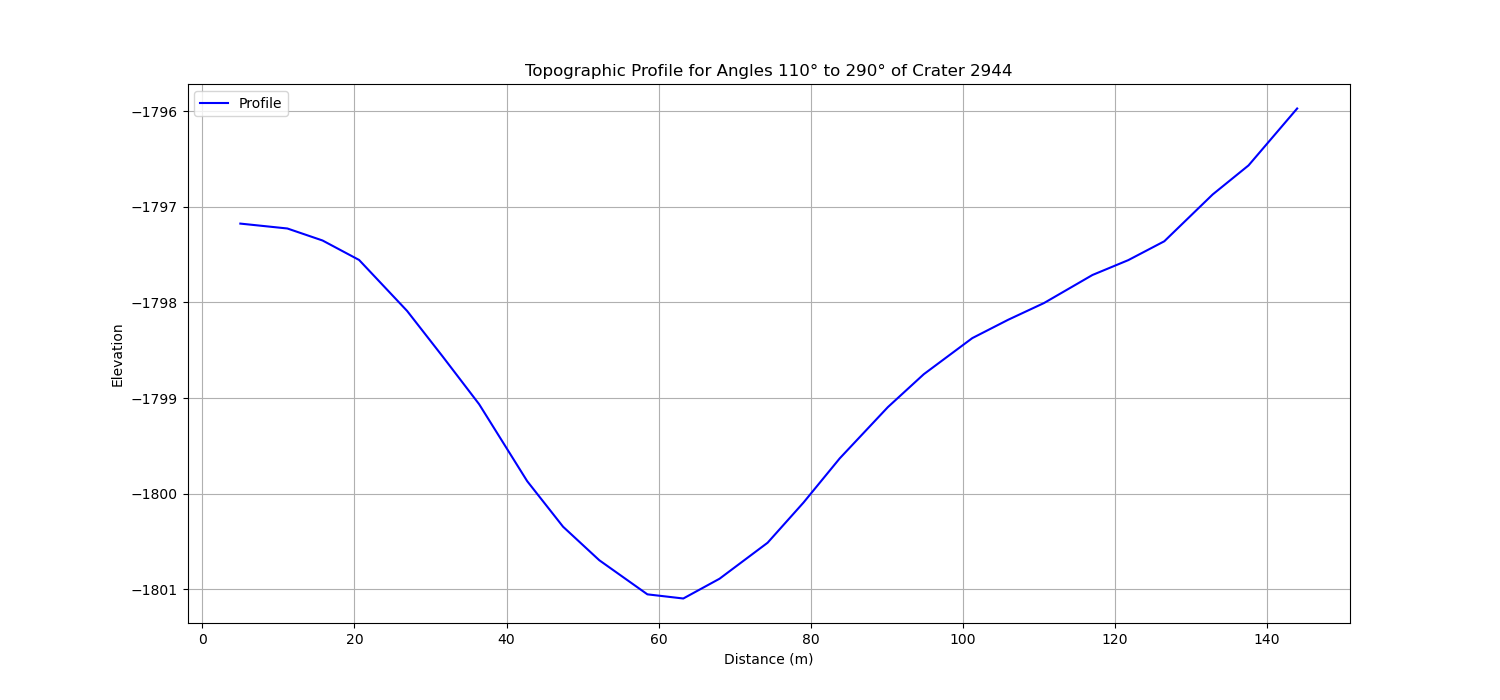 Topographic Profile for Angles 110° to 290° of Crater 2944
Profile
−1796
−1797
−1798
−1799
−1800
−1801
Elevation
0 20 40 60 80 100 120 140
Distance (m)